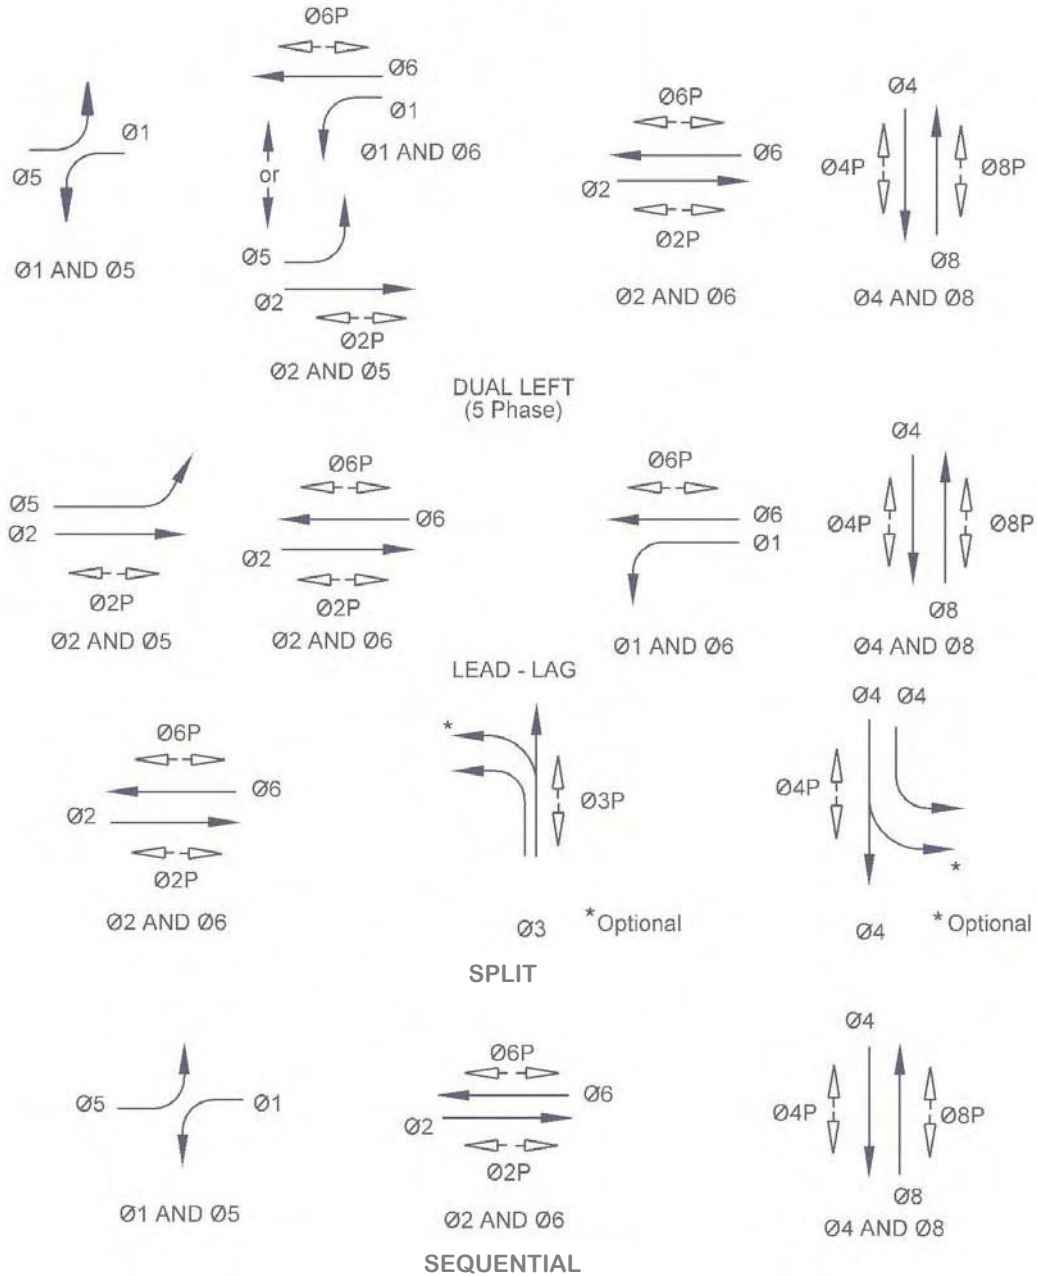 Ø6P
Ø6
Ø1
Ø1
Ø5
Ø1 AND Ø5
Ø1 AND Ø6
or
Ø5
Ø2
Ø2P
Ø2 AND Ø5
Ø6P
Ø6
Ø2
Ø2P
Ø2 AND Ø6
Ø4
Ø4P
Ø8P
Ø8
Ø4 AND Ø8
DUAL LEFT
(5 Phase)
Ø5
Ø2
Ø2P
Ø2 AND Ø5
Ø6P
Ø6
Ø2
Ø2P
Ø2 AND Ø6
Ø6P
Ø6
Ø1
Ø1 AND Ø6
Ø4
Ø4P
Ø8P
Ø8
Ø4 AND Ø8
LEAD - LAG
Ø6P
Ø6
Ø2
Ø2P
Ø2 AND Ø6
*
Ø3P
Ø3
*Optional
Ø4 Ø4
Ø4P
*
Ø4
*Optional
SPLIT
Ø5
Ø1
Ø1 AND Ø5
Ø6P
Ø6
Ø2
Ø2P
Ø2 AND Ø6
Ø4
Ø4P
Ø8P
Ø8
Ø4 AND Ø8
SEQUENTIAL